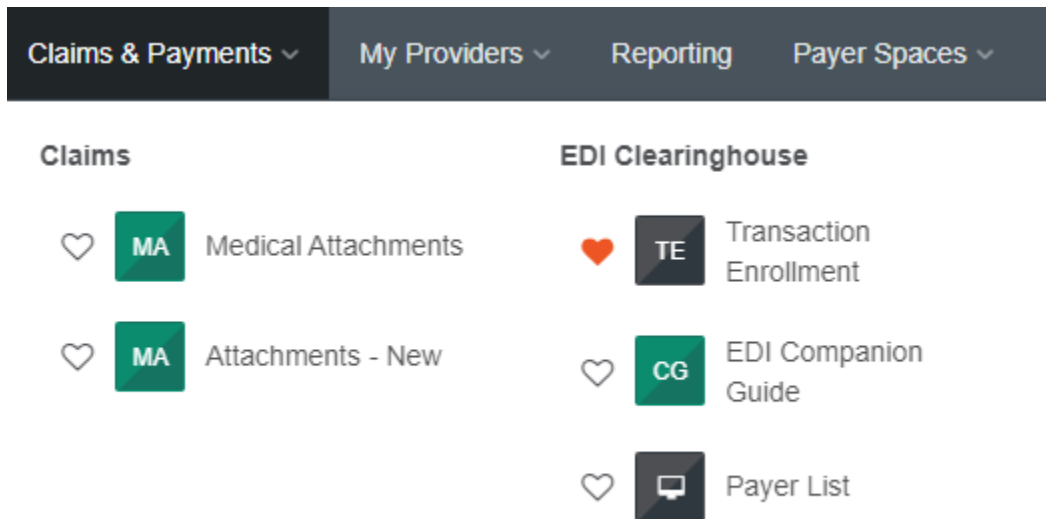 Claims & Payments My Providers Reporting Payer Spaces
Claims
MA Medical Attachments
MA Attachments - New
EDI Clearinghouse
TE Transaction
Enrollment
CG EDI Companion
Guide
Payer List